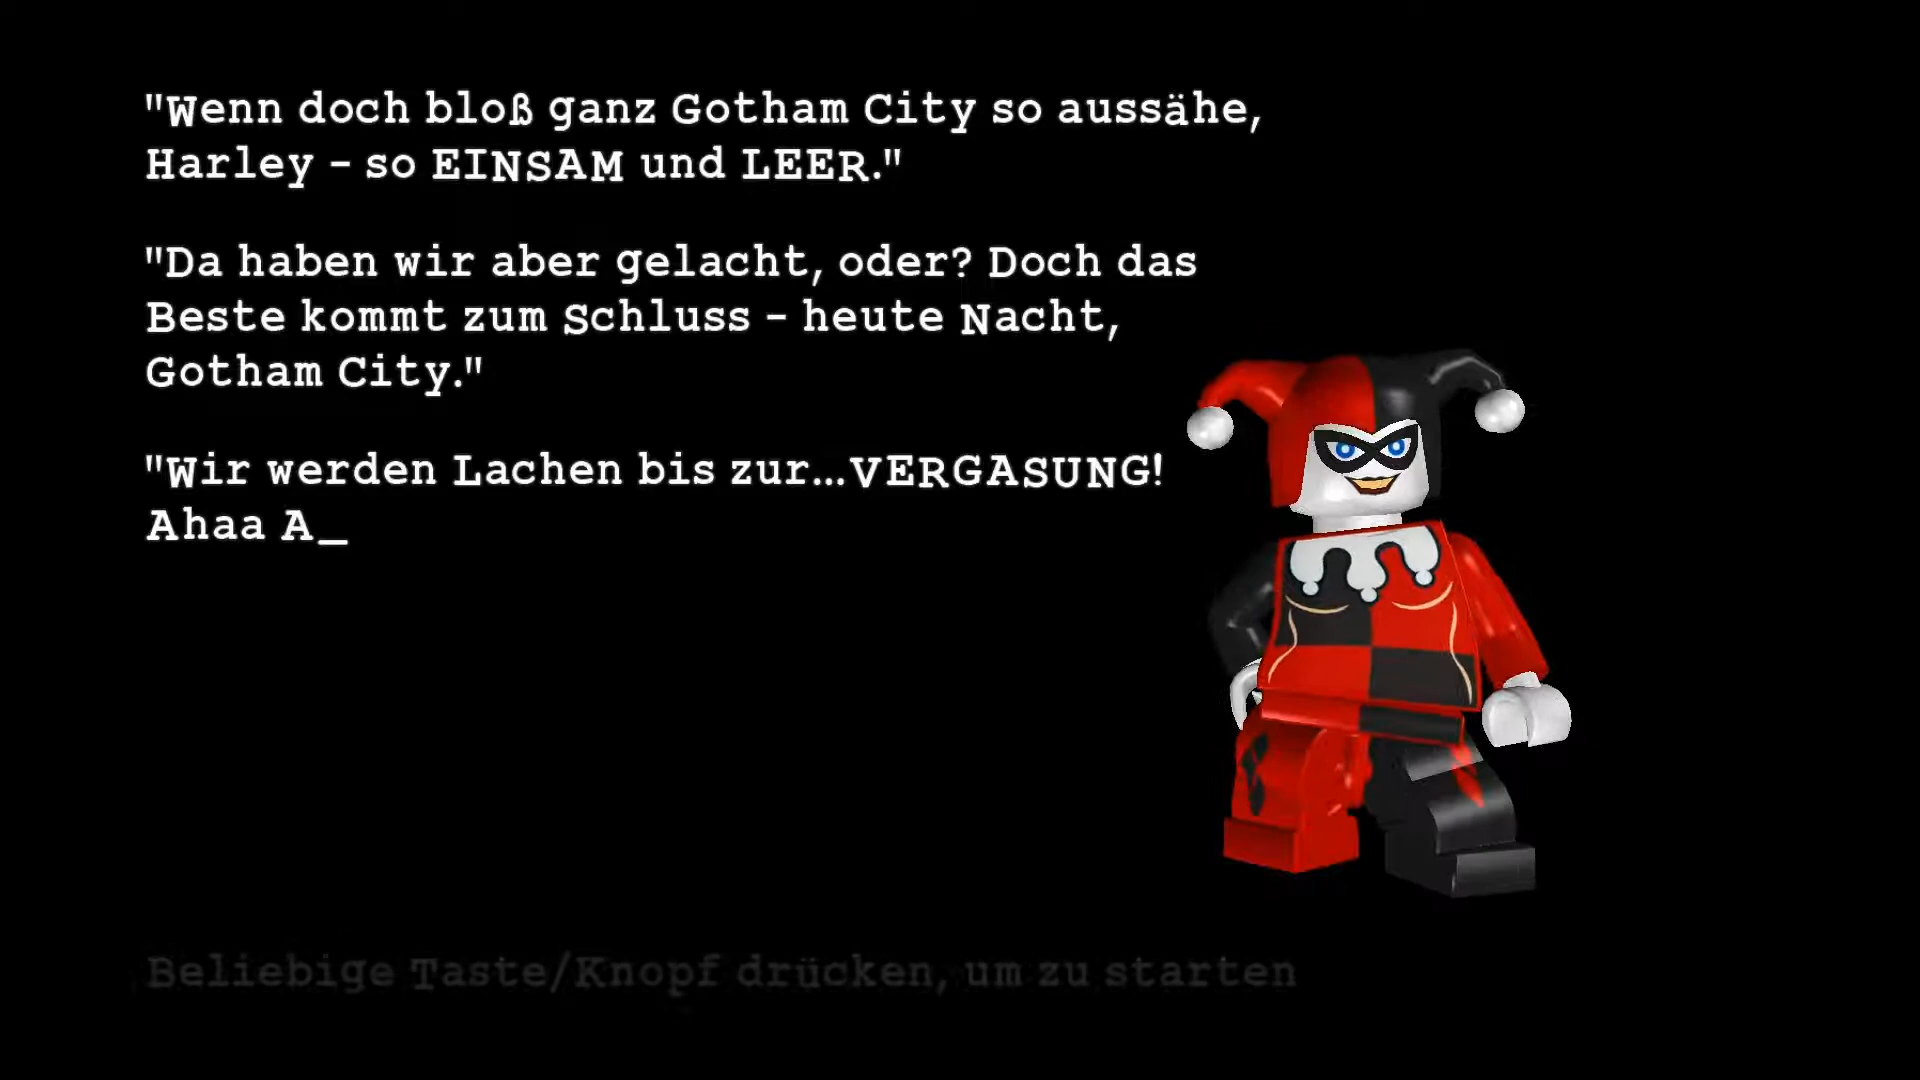 "Wenn doch bloß ganz Gotham City so aussähe,
Harley - so EINSAM und LEER."
"Da haben wir aber gelacht, oder? Doch das
Beste kommt zum Schluss - heute Nacht,
Gotham City."
"Wir werden Lachen bis zur...VERGASUNG!
Ahaa A_
Beliebige Taste/Knopf drücken, um zu starten